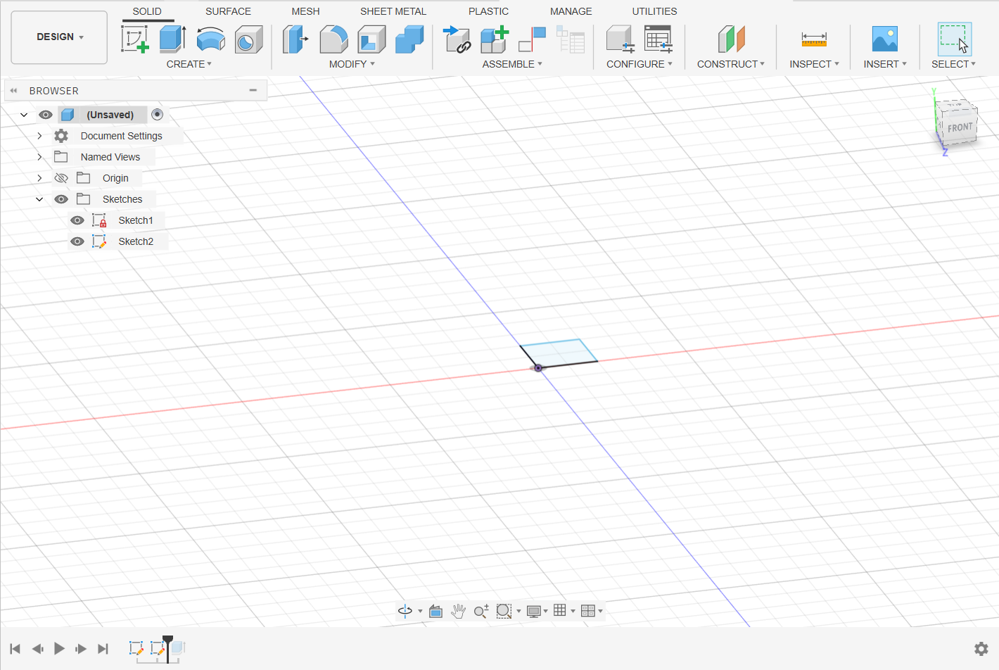 SOLID SURFACE MESH SHEET METAL PLASTIC MANAGE UTILITIES
DESIGN
CREATE MODIFY ASSEMBLE CONFIGURE CONSTRUCT INSPECT INSERT SELECT
BROWSER
(Unsaved)
Document Settings
Named Views
Origin
Sketches
Sketch1
Sketch2
Y
FRONT
Z